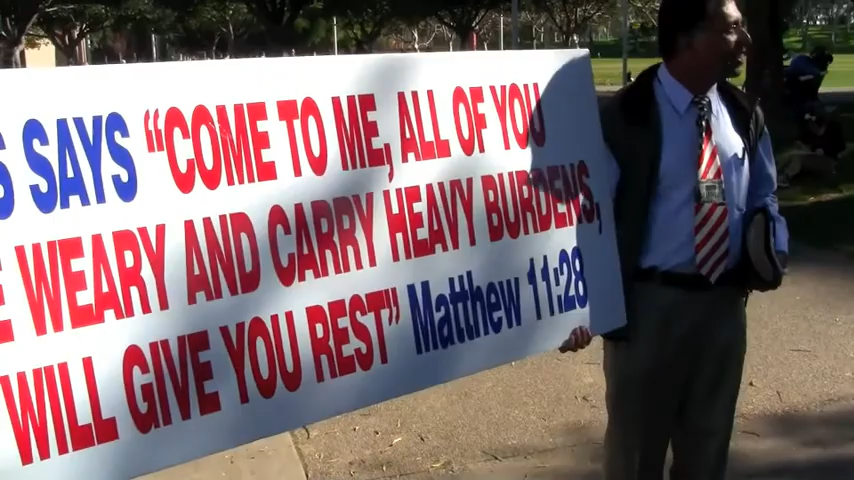 SAYS “COME TO ME, ALL OF YOU
WEARY AND CARRY HEAVY BURDENS,
WILL GIVE YOU REST” Matthew 11:28